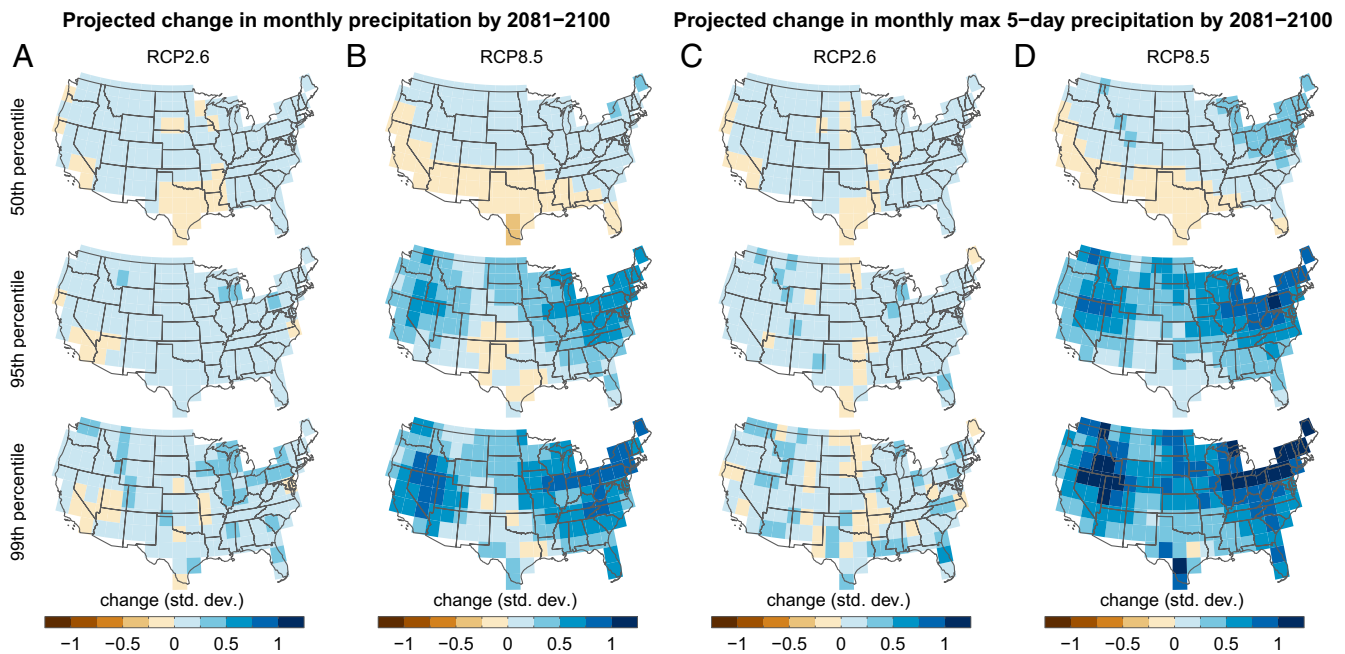 Projected change in monthly precipitation by 2081−2100
Projected change in monthly max 5−day precipitation by 2081−2100
A
RCP2.6
B
RCP8.5
C
RCP2.6
D
RCP8.5
50th percentile
95th percentile
99th percentile
change (std. dev.)
−1 −0.5 0 0.5 1
change (std. dev.)
−1 −0.5 0 0.5 1
change (std. dev.)
−1 −0.5 0 0.5 1
change (std. dev.)
−1 −0.5 0 0.5 1